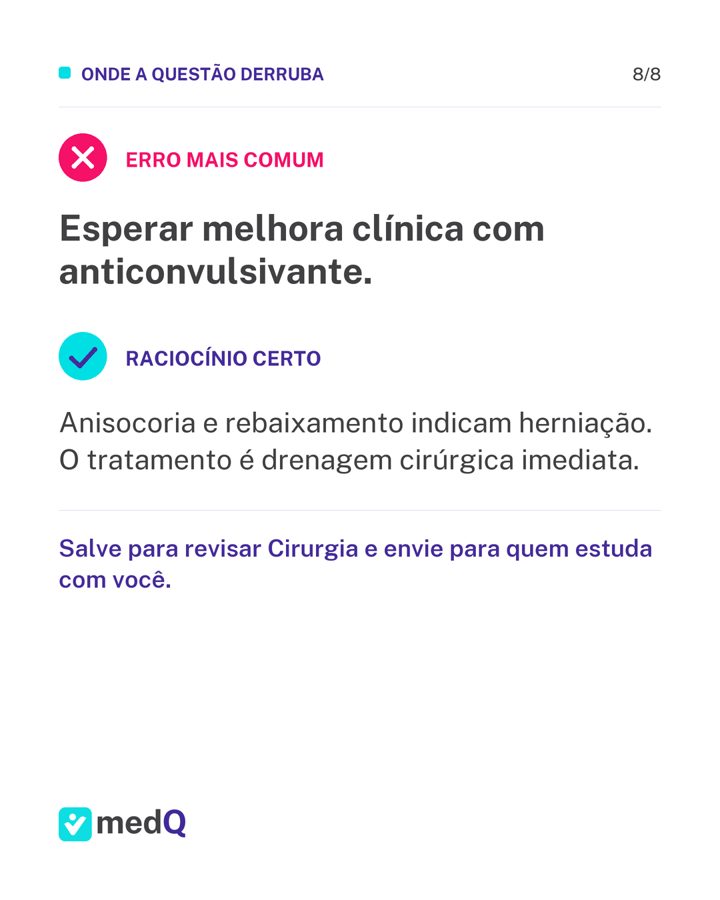 ONDE A QUESTÃO DERRUBA
8/8
ERRO MAIS COMUM
Esperar melhora clínica com
anticonvulsivante.
RACIOCÍNIO CERTO
Anisocoria e rebaixamento indicam herniação.
O tratamento é drenagem cirúrgica imediata.
Salve para revisar Cirurgia e envie para quem estuda
com você.
medQ